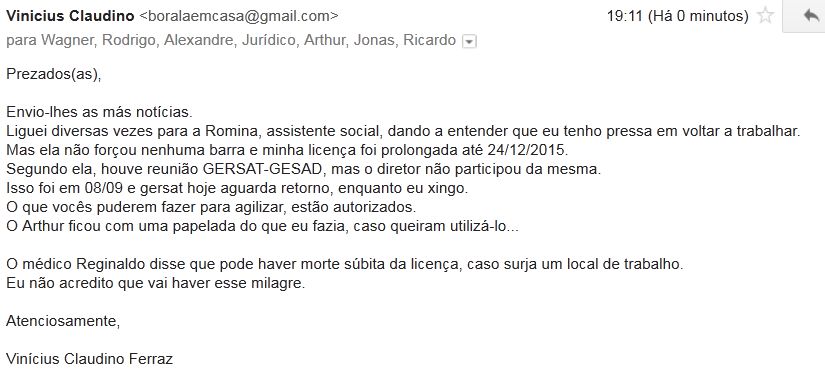 Vinicius Claudino <boralaemcasa@gmail.com> 19:11 (Há 0 minutos)
para Wagner, Rodrigo, Alexandre, Jurídico, Arthur, Jonas, Ricardo
Prezados(as),
Envio-lhes as más notícias.
Liguei diversas vezes para a Romina, assistente social, dando a entender que eu tenho pressa em voltar a trabalhar.
Mas ela não forçou nenhuma barra e minha licença foi prolongada até 24/12/2015.
Segundo ela, houve reunião GERSAT-GESAD, mas o diretor não participou da mesma.
Isso foi em 08/09 e gersat hoje aguarda retorno, enquanto eu xingo.
O que vocês puderem fazer para agilizar, estão autorizados.
O Arthur ficou com uma papelada do que eu fazia, caso queiram utilizá-lo...
O médico Reginaldo disse que pode haver morte súbita da licença, caso surja um local de trabalho.
Eu não acredito que vai haver esse milagre.
Atenciosamente,
Vinícius Claudino Ferraz